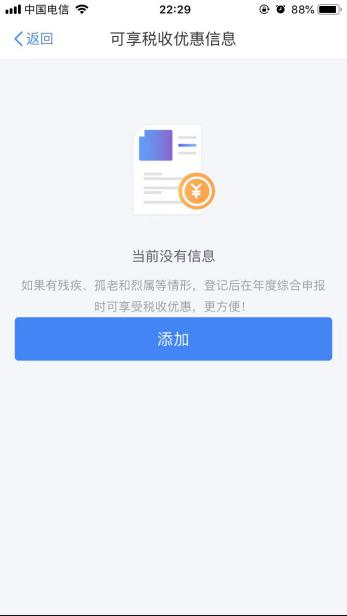 中国电信 22:29 88%
返回 可享税收优惠信息
¥
当前没有信息
如果有残疾、孤老和烈属等情形，登记后在年度综合申报
时可享受税收优惠，更方便！
添加